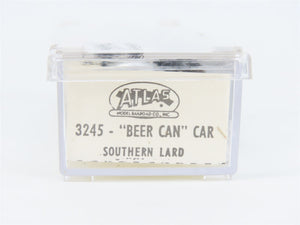 ATLAS
MODEL RAILROAD CO., INC.
3245 - "BEER CAN" CAR
SOUTHERN LARD